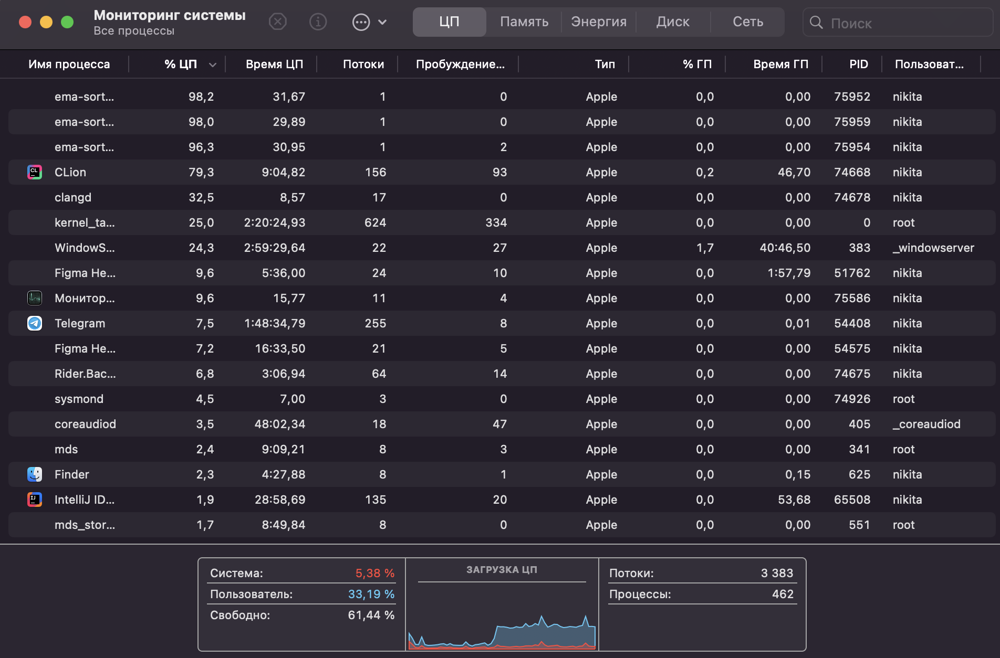 Мониторинг системы
Все процессы
ЦП Память Энергия Диск Сеть Поиск
Имя процесса % ЦП Время ЦП Потоки Пробуждение... Тип % ГП Время ГП PID Пользоват...
ema-sort... 98,2 31,67 1 0 Apple 0,0 0,00 75952 nikita
ema-sort... 98,0 29,89 1 0 Apple 0,0 0,00 75959 nikita
ema-sort... 96,3 30,95 1 2 Apple 0,0 0,00 75954 nikita
CL CLion 79,3 9:04,82 156 93 Apple 0,2 46,70 74668 nikita
clangd 32,5 8,57 17 0 Apple 0,0 0,00 74678 nikita
kernel_ta... 25,0 2:20:24,93 624 334 Apple 0,0 0,00 0 root
WindowS... 24,3 2:59:29,64 22 27 Apple 1,7 40:46,50 383 _windowserver
Figma He... 9,6 5:36,00 24 10 Apple 0,0 1:57,79 51762 nikita
Монитор... 9,6 15,77 11 4 Apple 0,0 0,00 75586 nikita
Telegram 7,5 1:48:34,79 255 8 Apple 0,0 0,01 54408 nikita
Figma He... 7,2 16:33,50 21 5 Apple 0,0 0,00 54575 nikita
Rider.Bac... 6,8 3:06,94 64 14 Apple 0,0 0,00 74675 nikita
sysmond 4,5 7,00 3 0 Apple 0,0 0,00 74926 root
coreaudiod 3,5 48:02,34 18 47 Apple 0,0 0,00 405 _coreaudiod
mds 2,4 9:09,21 8 3 Apple 0,0 0,00 341 root
Finder 2,3 4:27,88 8 1 Apple 0,0 0,15 625 nikita
IJ IntelliJ ID... 1,9 28:58,69 135 20 Apple 0,0 53,68 65508 nikita
mds_stor... 1,7 8:49,84 8 0 Apple 0,0 0,00 551 root
Система: 5,38 %
Пользователь: 33,19 %
Свободно: 61,44 %
ЗАГРУЗКА ЦП
Потоки: 3 383
Процессы: 462